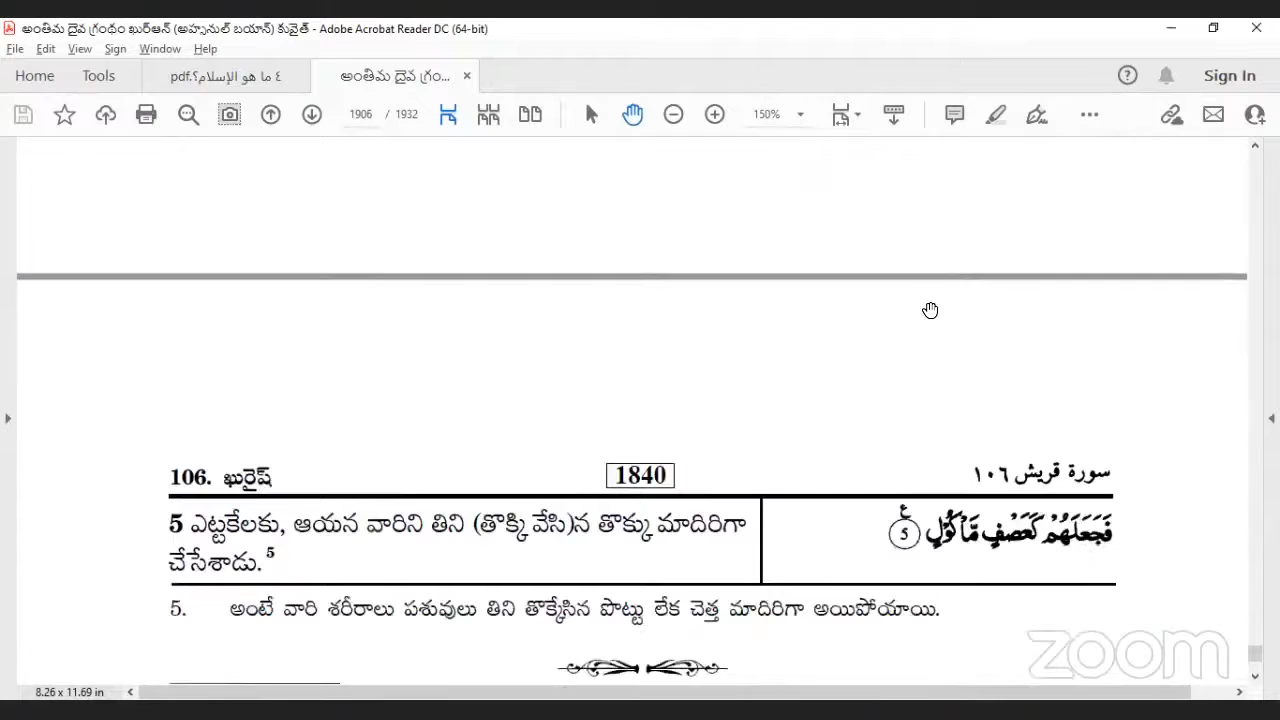 అంతిమ దైవ గ్రంథం ఖుర్ఆన్ (అహ్సనుల్ బయాన్) కువైత్ - Adobe Acrobat Reader DC (64-bit)
File Edit View Sign Window Help
Home Tools ٤ ما هو الإسلام؟.pdf అంతిమ దైవ గ్రం... × Sign In
1906 / 1932 150%
106. ఖురైష్ 1840 سورة قريش ١٠٦
5 ఎట్టకేలకు, ఆయన వారిని తిని (తొక్కి వేసి)న తొక్కు మాదిరిగా
చేసేశాడు.5
فَجَعَلَهُمْ كَعَصْفٍ مَّأْكُوْلٍ 5 ع
5. అంటే వారి శరీరాలు పశువులు తిని తొక్కేసిన పొట్టు లేక చెత్త మాదిరిగా అయిపోయాయి.
zoom
8.26 x 11.69 in